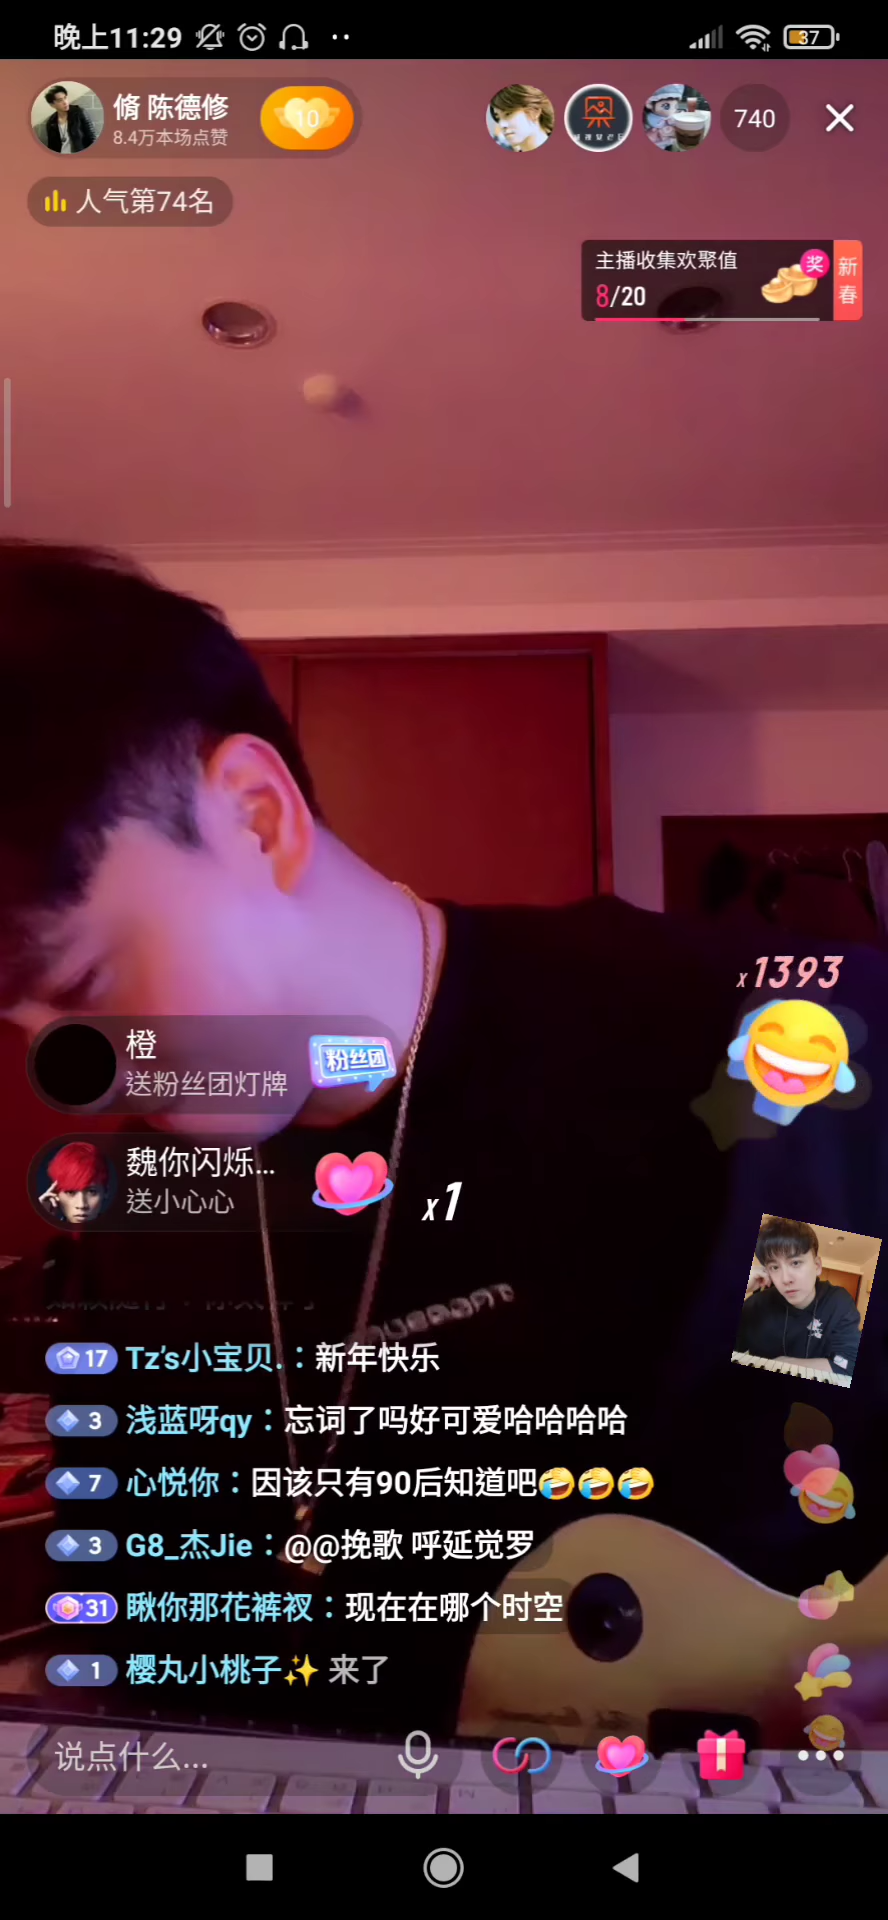 晚上11:29
37
脩 陈德修
8.4万本场点赞
10
740
人气第74名
主播收集欢聚值
8/20
奖
新春
x1393
橙
送粉丝团灯牌
粉丝团
魏你闪烁...
送小心心
x1
17 Tz's小宝贝.：新年快乐
3 浅蓝呀qy：忘词了吗好可爱哈哈哈哈
7 心悦你：因该只有90后知道吧🤣🤣🤣
3 G8_杰Jie：@@挽歌 呼延觉罗
31 瞅你那花裤衩：现在在哪个时空
1 樱丸小桃子✨ 来了
说点什么...